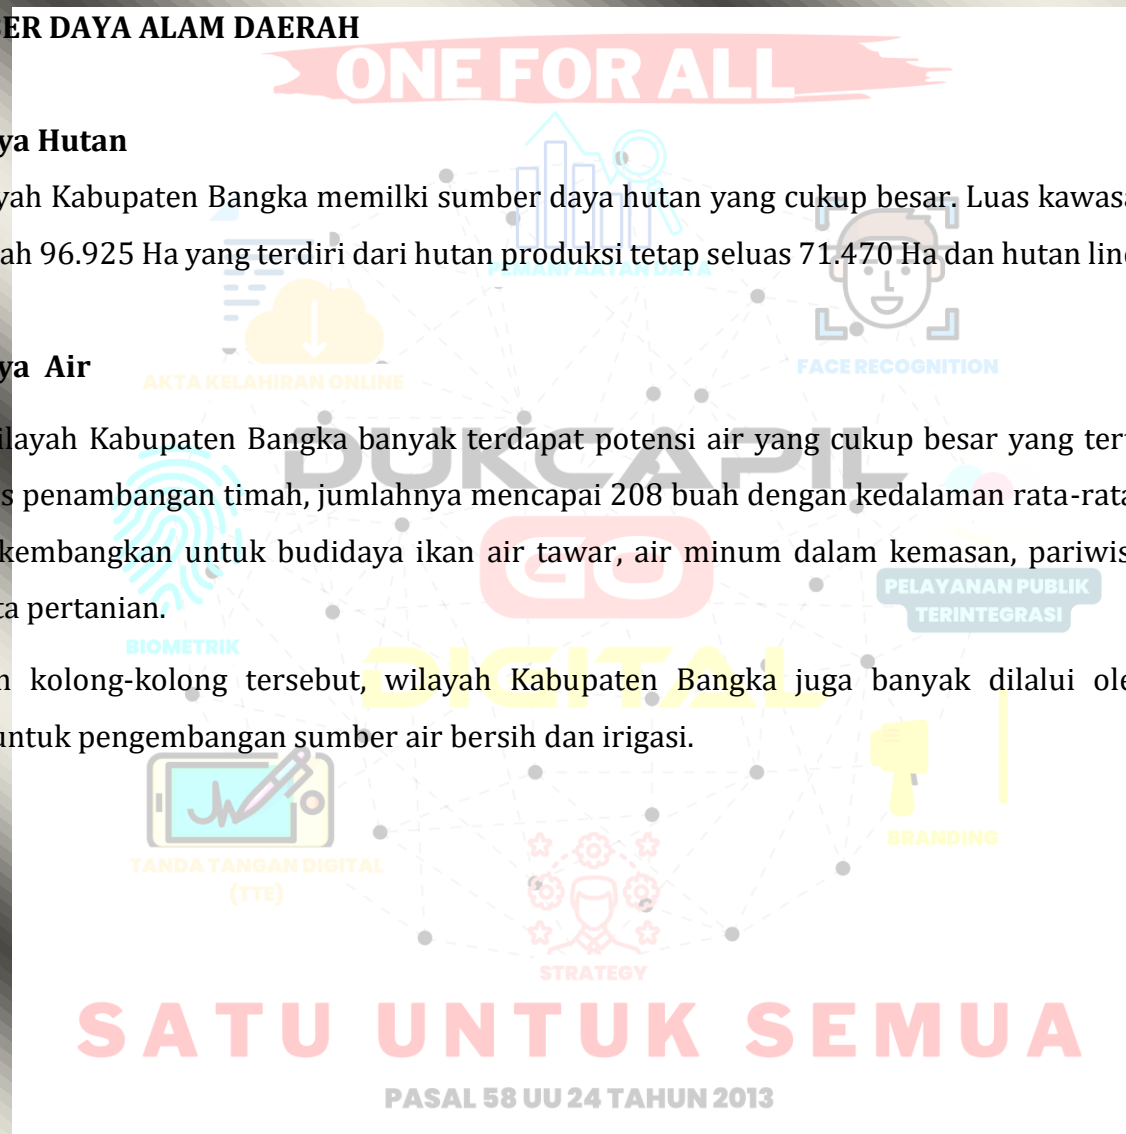 BER DAYA ALAM DAERAH
ONE FOR ALL
ya Hutan
yah Kabupaten Bangka memilki sumber daya hutan yang cukup besar. Luas kawasa
ah 96.925 Ha yang terdiri dari hutan produksi tetap seluas 71.470 Ha dan hutan lind
PEMANFAATAN DATA
FACE RECOGNITION
ya Air
AKTA KELAHIRAN ONLINE
ilayah Kabupaten Bangka banyak terdapat potensi air yang cukup besar yang ter
DUKCAPIL
s penambangan timah, jumlahnya mencapai 208 buah dengan kedalaman rata-rata
GO
kembangkan untuk budidaya ikan air tawar, air minum dalam kemasan, pariwis
PELAYANAN PUBLIK
TERINTEGRASI
ta pertanian.
BIOMETRIK
DIGITAL
n kolong-kolong tersebut, wilayah Kabupaten Bangka juga banyak dilalui ole
untuk pengembangan sumber air bersih dan irigasi.
BRANDING
TANDA TANGAN DIGITAL
(TTE)
STRATEGY
SATU UNTUK SEMUA
PASAL 58 UU 24 TAHUN 2013